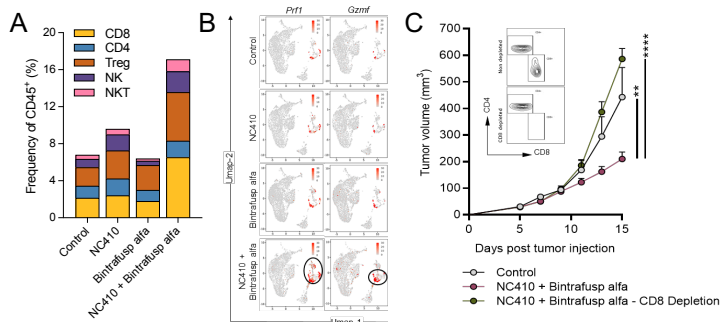 A
Frequency of CD45+ (%)
20
16
12
8
4
0
CD8
CD4
Treg
NK
NKT
Control
NC410
Bintrafusp alfa
NC410 + Bintrafusp alfa
B
Prf1
Gzmf
Control
NC410
Bintrafusp alfa
NC410 +
Bintrafusp alfa
Umap-2
Umap-1
C
Tumor volume (mm3)
700
600
500
400
300
200
100
0
0
5
10
15
Days post tumor injection
Non depleted
CD8 depleted
CD4
CD8
**
****
Control
NC410 + Bintrafusp alfa
NC410 + Bintrafusp alfa - CD8 Depletion